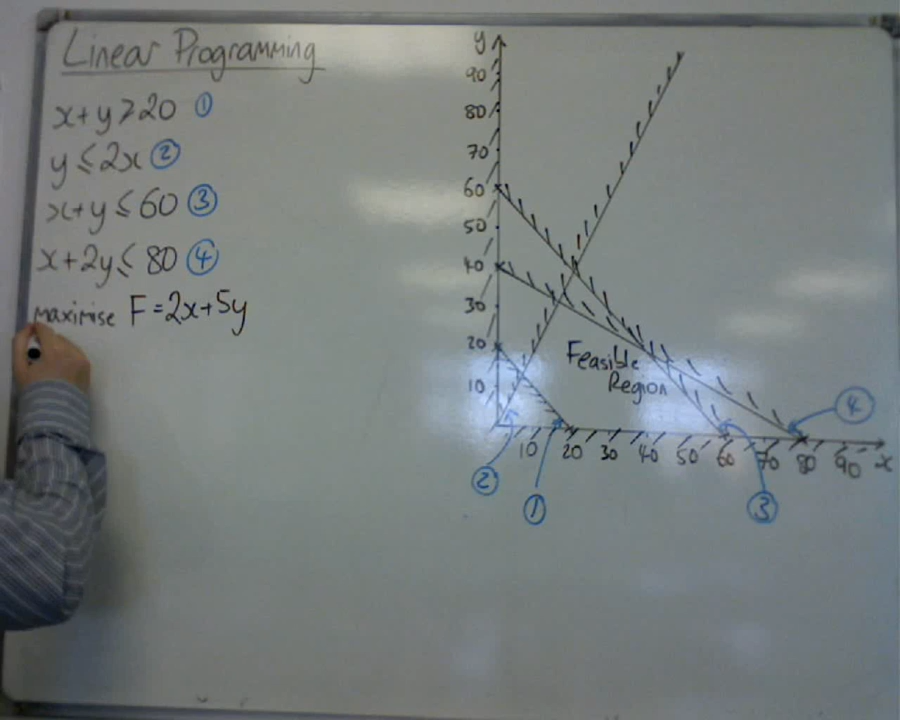 Linear Programming
x+y ≥ 20 ①
y ≤ 2x ②
x+y ≤ 60 ③
x+2y ≤ 80 ④
maximise F = 2x+5y
y
90
80
70
60
50
40
30
20
10
Feasible
Region
10 20 30 40 50 60 70 80 90 x
④
②
①
③